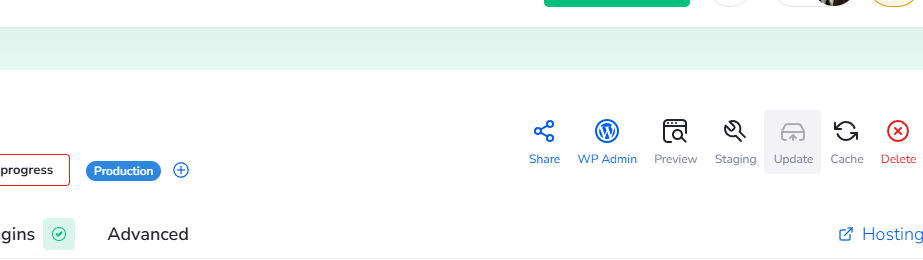 Share WP Admin Preview Staging Update Cache Delete
progress Production
gins Advanced Hosting